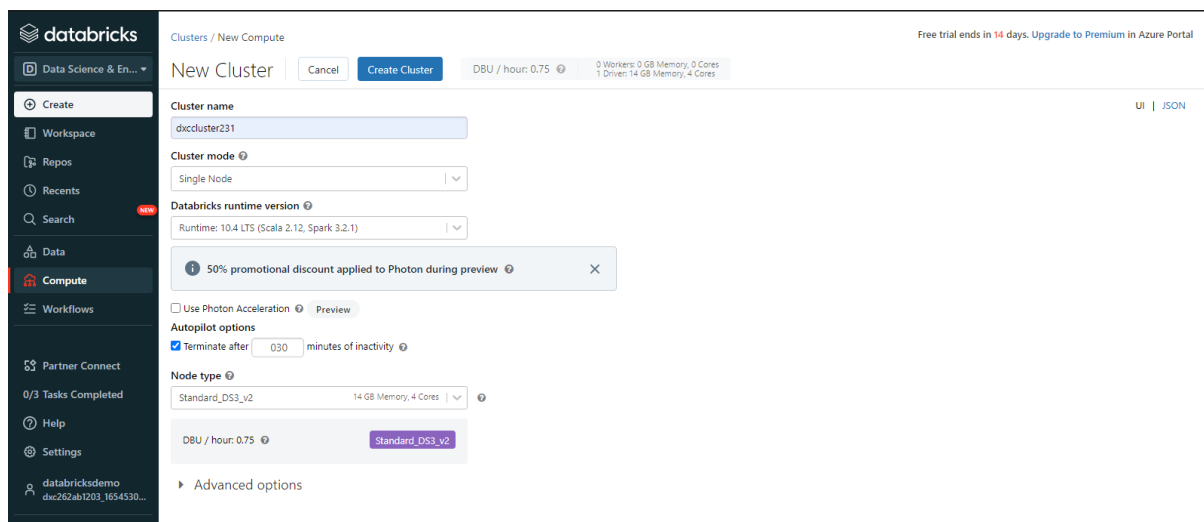 databricks
D Data Science & En...
Create
Workspace
Repos
Recents
Search
NEW
Data
Compute
Workflows
Partner Connect
0/3 Tasks Completed
Help
Settings
databricksdemo
dxc262ab1203_1654530...
Clusters / New Compute
Free trial ends in 14 days. Upgrade to Premium in Azure Portal
New Cluster
Cancel
Create Cluster
DBU / hour: 0.75
0 Workers: 0 GB Memory, 0 Cores
1 Driver: 14 GB Memory, 4 Cores
UI | JSON
Cluster name
dxccluster231
Cluster mode
Single Node
Databricks runtime version
Runtime: 10.4 LTS (Scala 2.12, Spark 3.2.1)
50% promotional discount applied to Photon during preview
Use Photon Acceleration Preview
Autopilot options
Terminate after 030 minutes of inactivity
Node type
Standard_DS3_v2 14 GB Memory, 4 Cores
DBU / hour: 0.75 Standard_DS3_v2
Advanced options